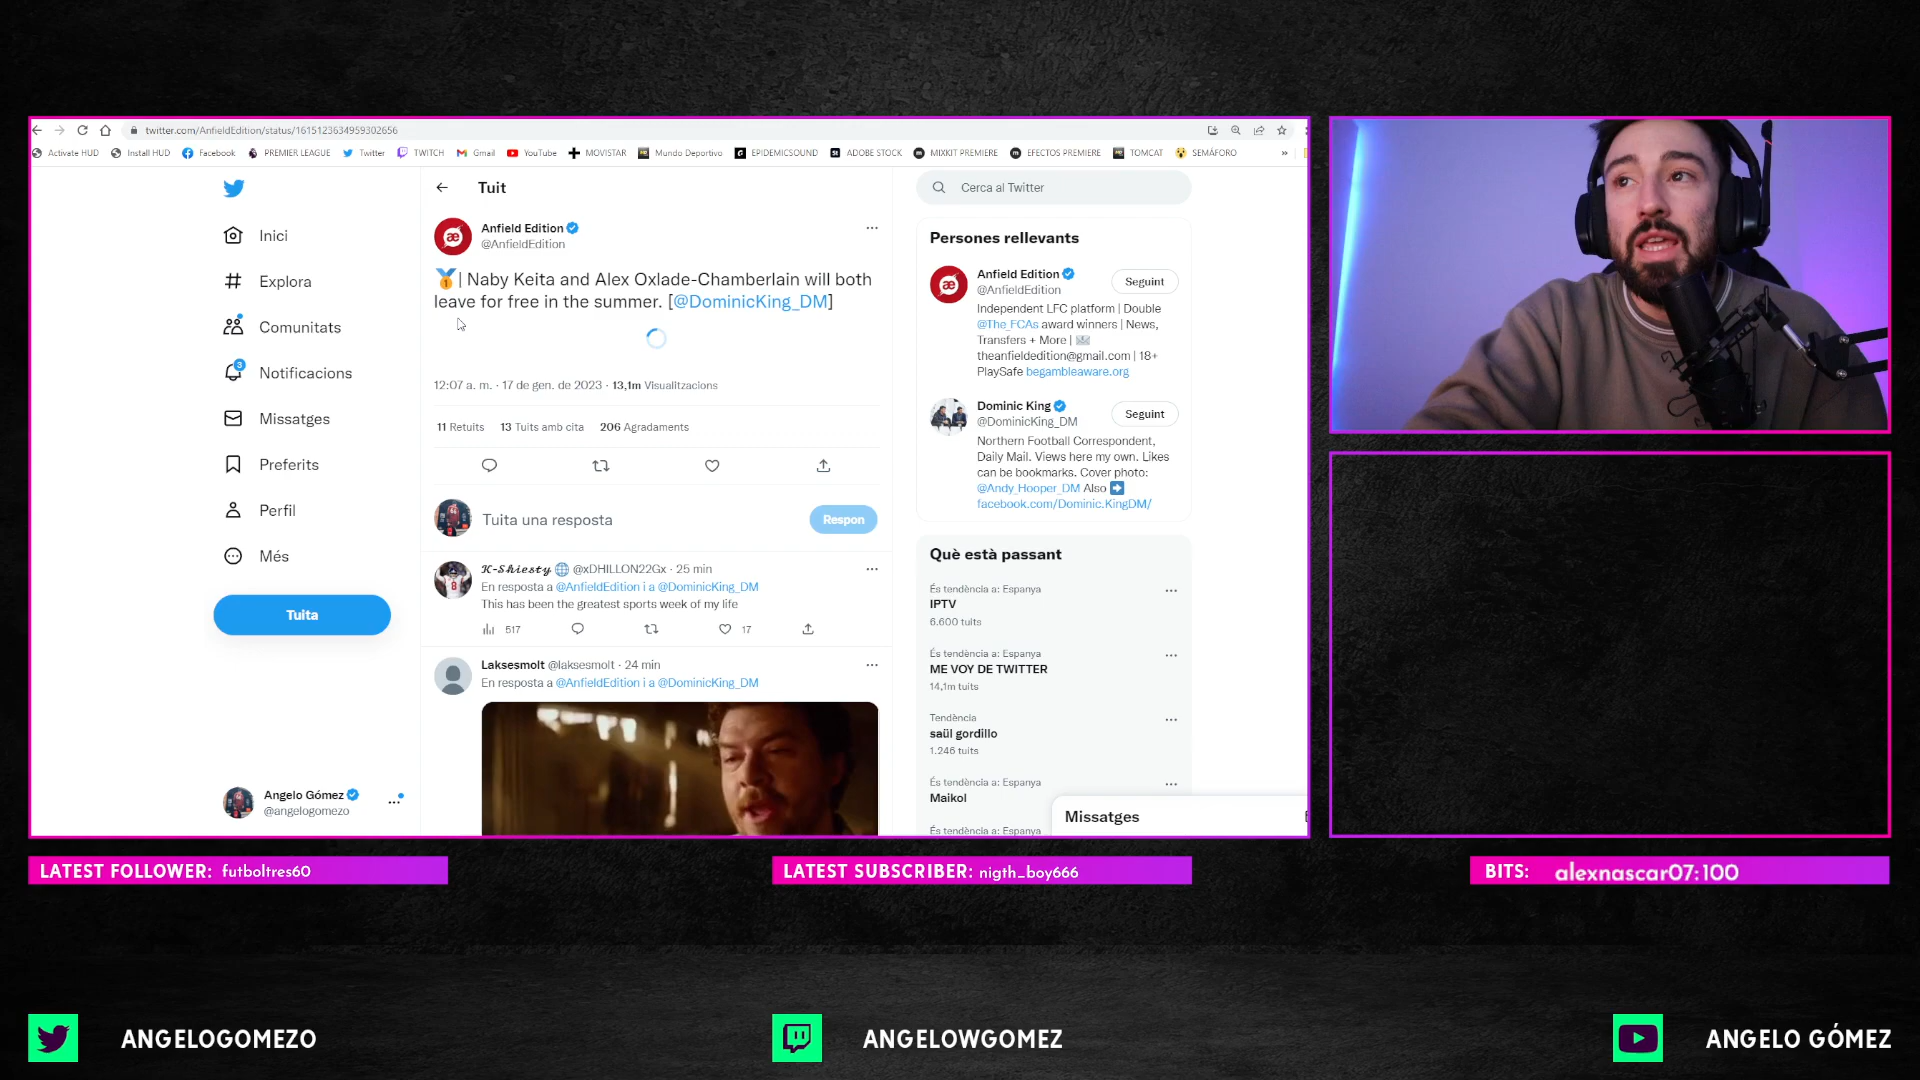 twitter.com/AnfieldEdition/status/1615123634959302656
Activate HUD Install HUD Facebook PREMIER LEAGUE Twitter TWITCH Gmail YouTube MOVISTAR Mundo Deportivo EPIDEMICSOUND ADOBE STOCK MIXKIT PREMIERE EFECTOS PREMIERE TOMCAT SEMÁFORO »
Inici
Explora
Comunitats
3
Notificacions
Missatges
Preferits
Perfil
Més
Tuita
Angelo Gómez
@angelogomezo
Tuit
Anfield Edition
@AnfieldEdition
🥇| Naby Keita and Alex Oxlade-Chamberlain will both
leave for free in the summer. [@DominicKing_DM]
12:07 a. m. · 17 de gen. de 2023 · 13,1m Visualitzacions
11 Retuits 13 Tuits amb cita 206 Agradaments
Tuita una resposta
Respon
𝓚-𝓢𝓱𝓲𝓮𝓼𝓽𝔂 🌐 @xDHILLON22Gx · 25 min
En resposta a @AnfieldEdition i a @DominicKing_DM
This has been the greatest sports week of my life
517 17
Laksesmolt @laksesmolt · 24 min
En resposta a @AnfieldEdition i a @DominicKing_DM
Cerca al Twitter
Persones rellevants
Anfield Edition
@AnfieldEdition
Seguint
Independent LFC platform | Double
@The_FCAs award winners | News,
Transfers + More | 📨
theanfieldedition@gmail.com | 18+
PlaySafe begambleaware.org
Dominic King
@DominicKing_DM
Seguint
Northern Football Correspondent,
Daily Mail. Views here my own. Likes
can be bookmarks. Cover photo:
@Andy_Hooper_DM Also ➡
facebook.com/Dominic.KingDM/
Què està passant
És tendència a: Espanya
IPTV
6.600 tuits
És tendència a: Espanya
ME VOY DE TWITTER
14,1m tuits
Tendència
saül gordillo
1.246 tuits
És tendència a: Espanya
Maikol
És tendència a: Espanya
Missatges
LATEST FOLLOWER: futboltres60
LATEST SUBSCRIBER: nigth_boy666
BITS: alexnascar07:100
ANGELOGOMEZO
ANGELOWGOMEZ
ANGELO GÓMEZ